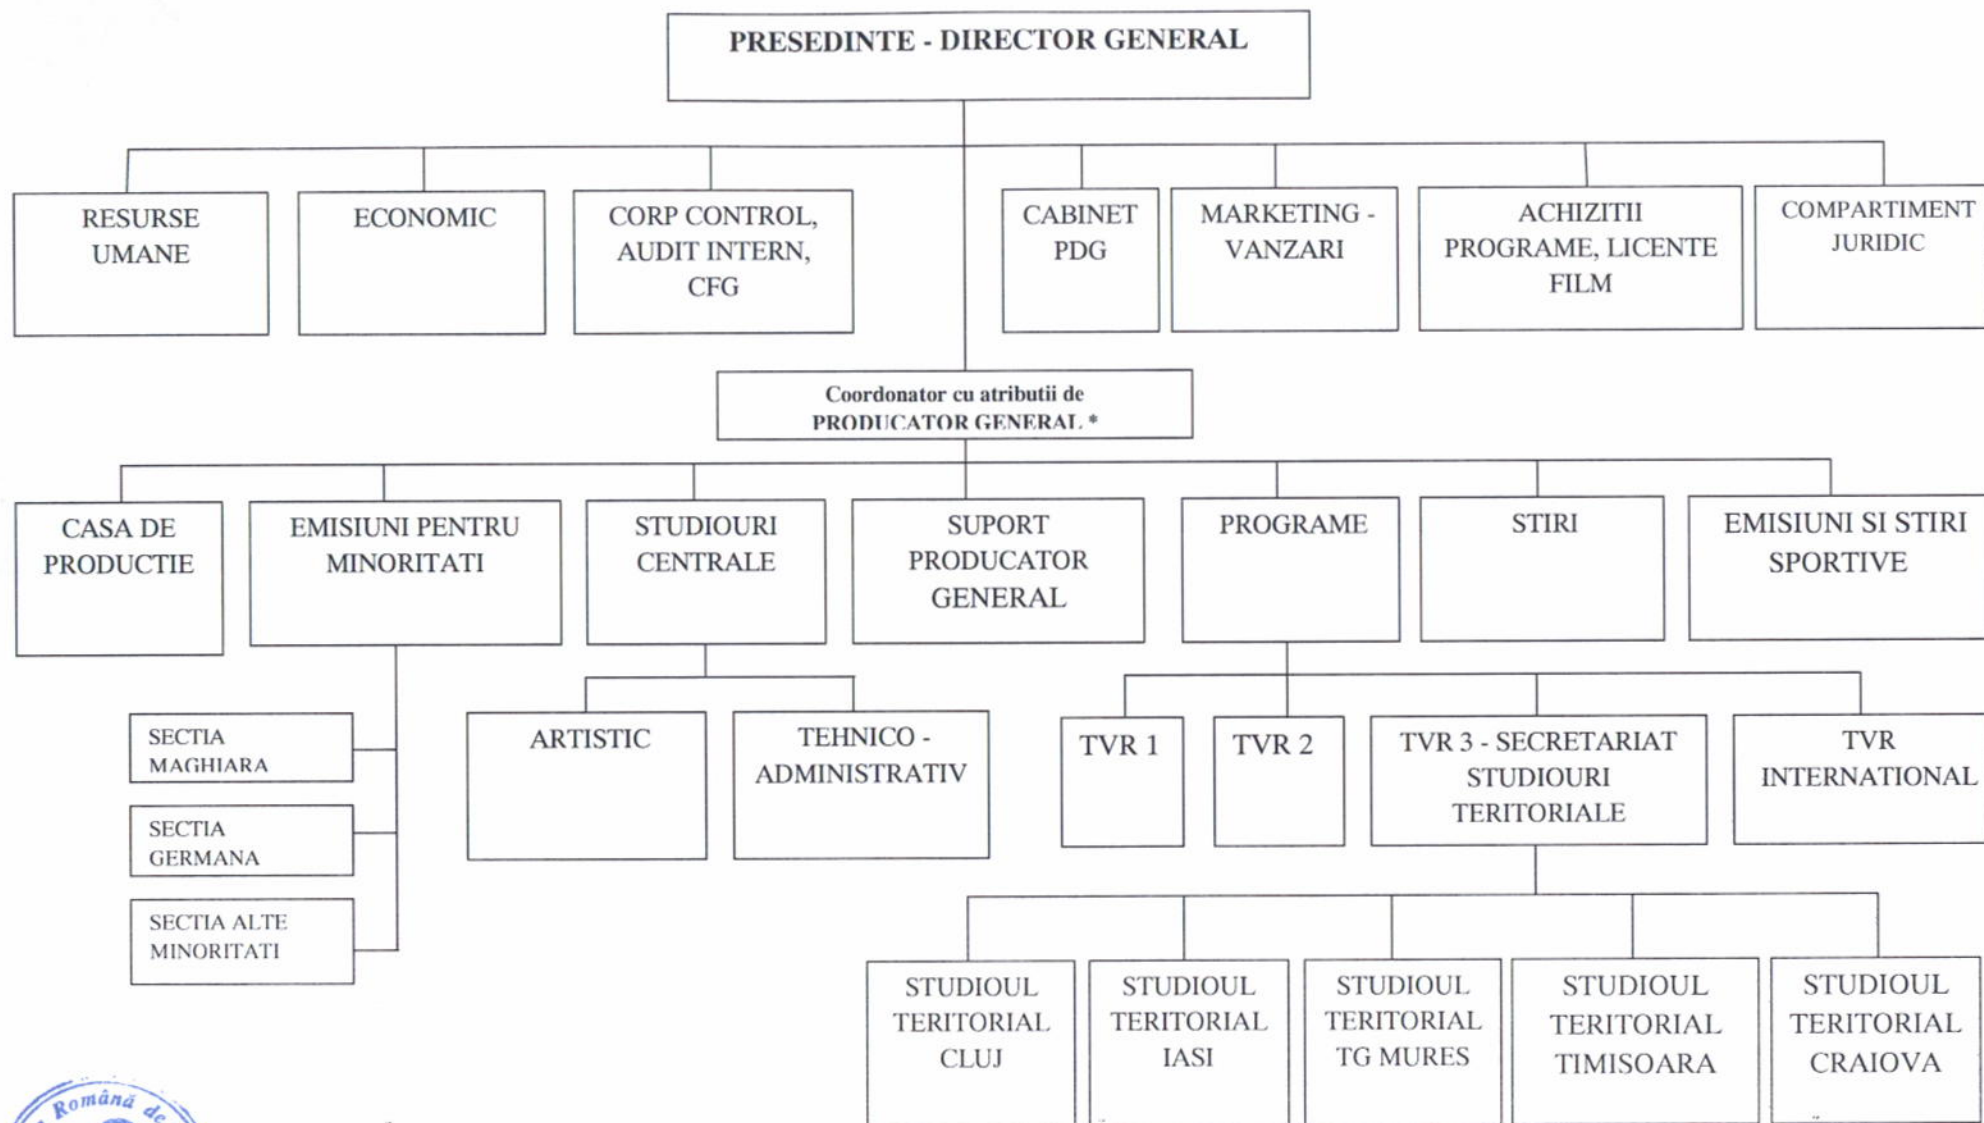 PRESEDINTE - DIRECTOR GENERAL
RESURSE
UMANE
ECONOMIC
CORP CONTROL,
AUDIT INTERN,
CFG
CABINET
PDG
MARKETING -
VANZARI
ACHIZITII
PROGRAME, LICENTE
FILM
COMPARTIMENT
JURIDIC
Coordonator cu atributii de
PRODUCATOR GENERAL *
CASA DE
PRODUCTIE
EMISIUNI PENTRU
MINORITATI
STUDIOURI
CENTRALE
SUPORT
PRODUCATOR
GENERAL
PROGRAME
STIRI
EMISIUNI SI STIRI
SPORTIVE
SECTIA
MAGHIARA
SECTIA
GERMANA
SECTIA ALTE
MINORITATI
ARTISTIC
TEHNICO -
ADMINISTRATIV
TVR 1
TVR 2
TVR 3 - SECRETARIAT
STUDIOURI
TERITORIALE
TVR
INTERNATIONAL
STUDIOUL
TERITORIAL
CLUJ
STUDIOUL
TERITORIAL
IASI
STUDIOUL
TERITORIAL
TG MURES
STUDIOUL
TERITORIAL
TIMISOARA
STUDIOUL
TERITORIAL
CRAIOVA
Română de